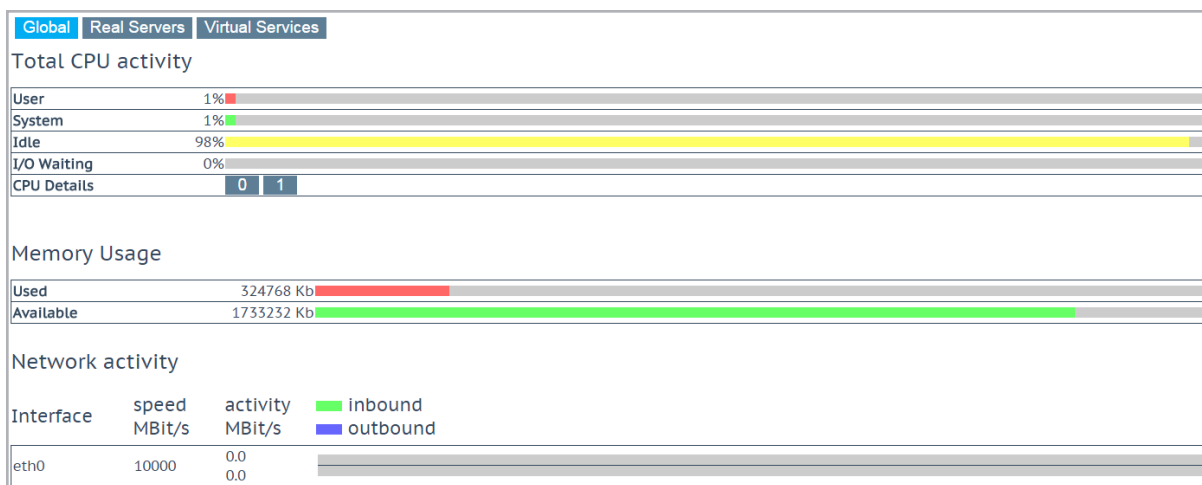 Global Real Servers Virtual Services
Total CPU activity
User 1%
System 1%
Idle 98%
I/O Waiting 0%
CPU Details 0 1
Memory Usage
Used 324768 Kb
Available 1733232 Kb
Network activity
Interface speed MBit/s activity MBit/s inbound outbound
eth0 10000 0.0
0.0